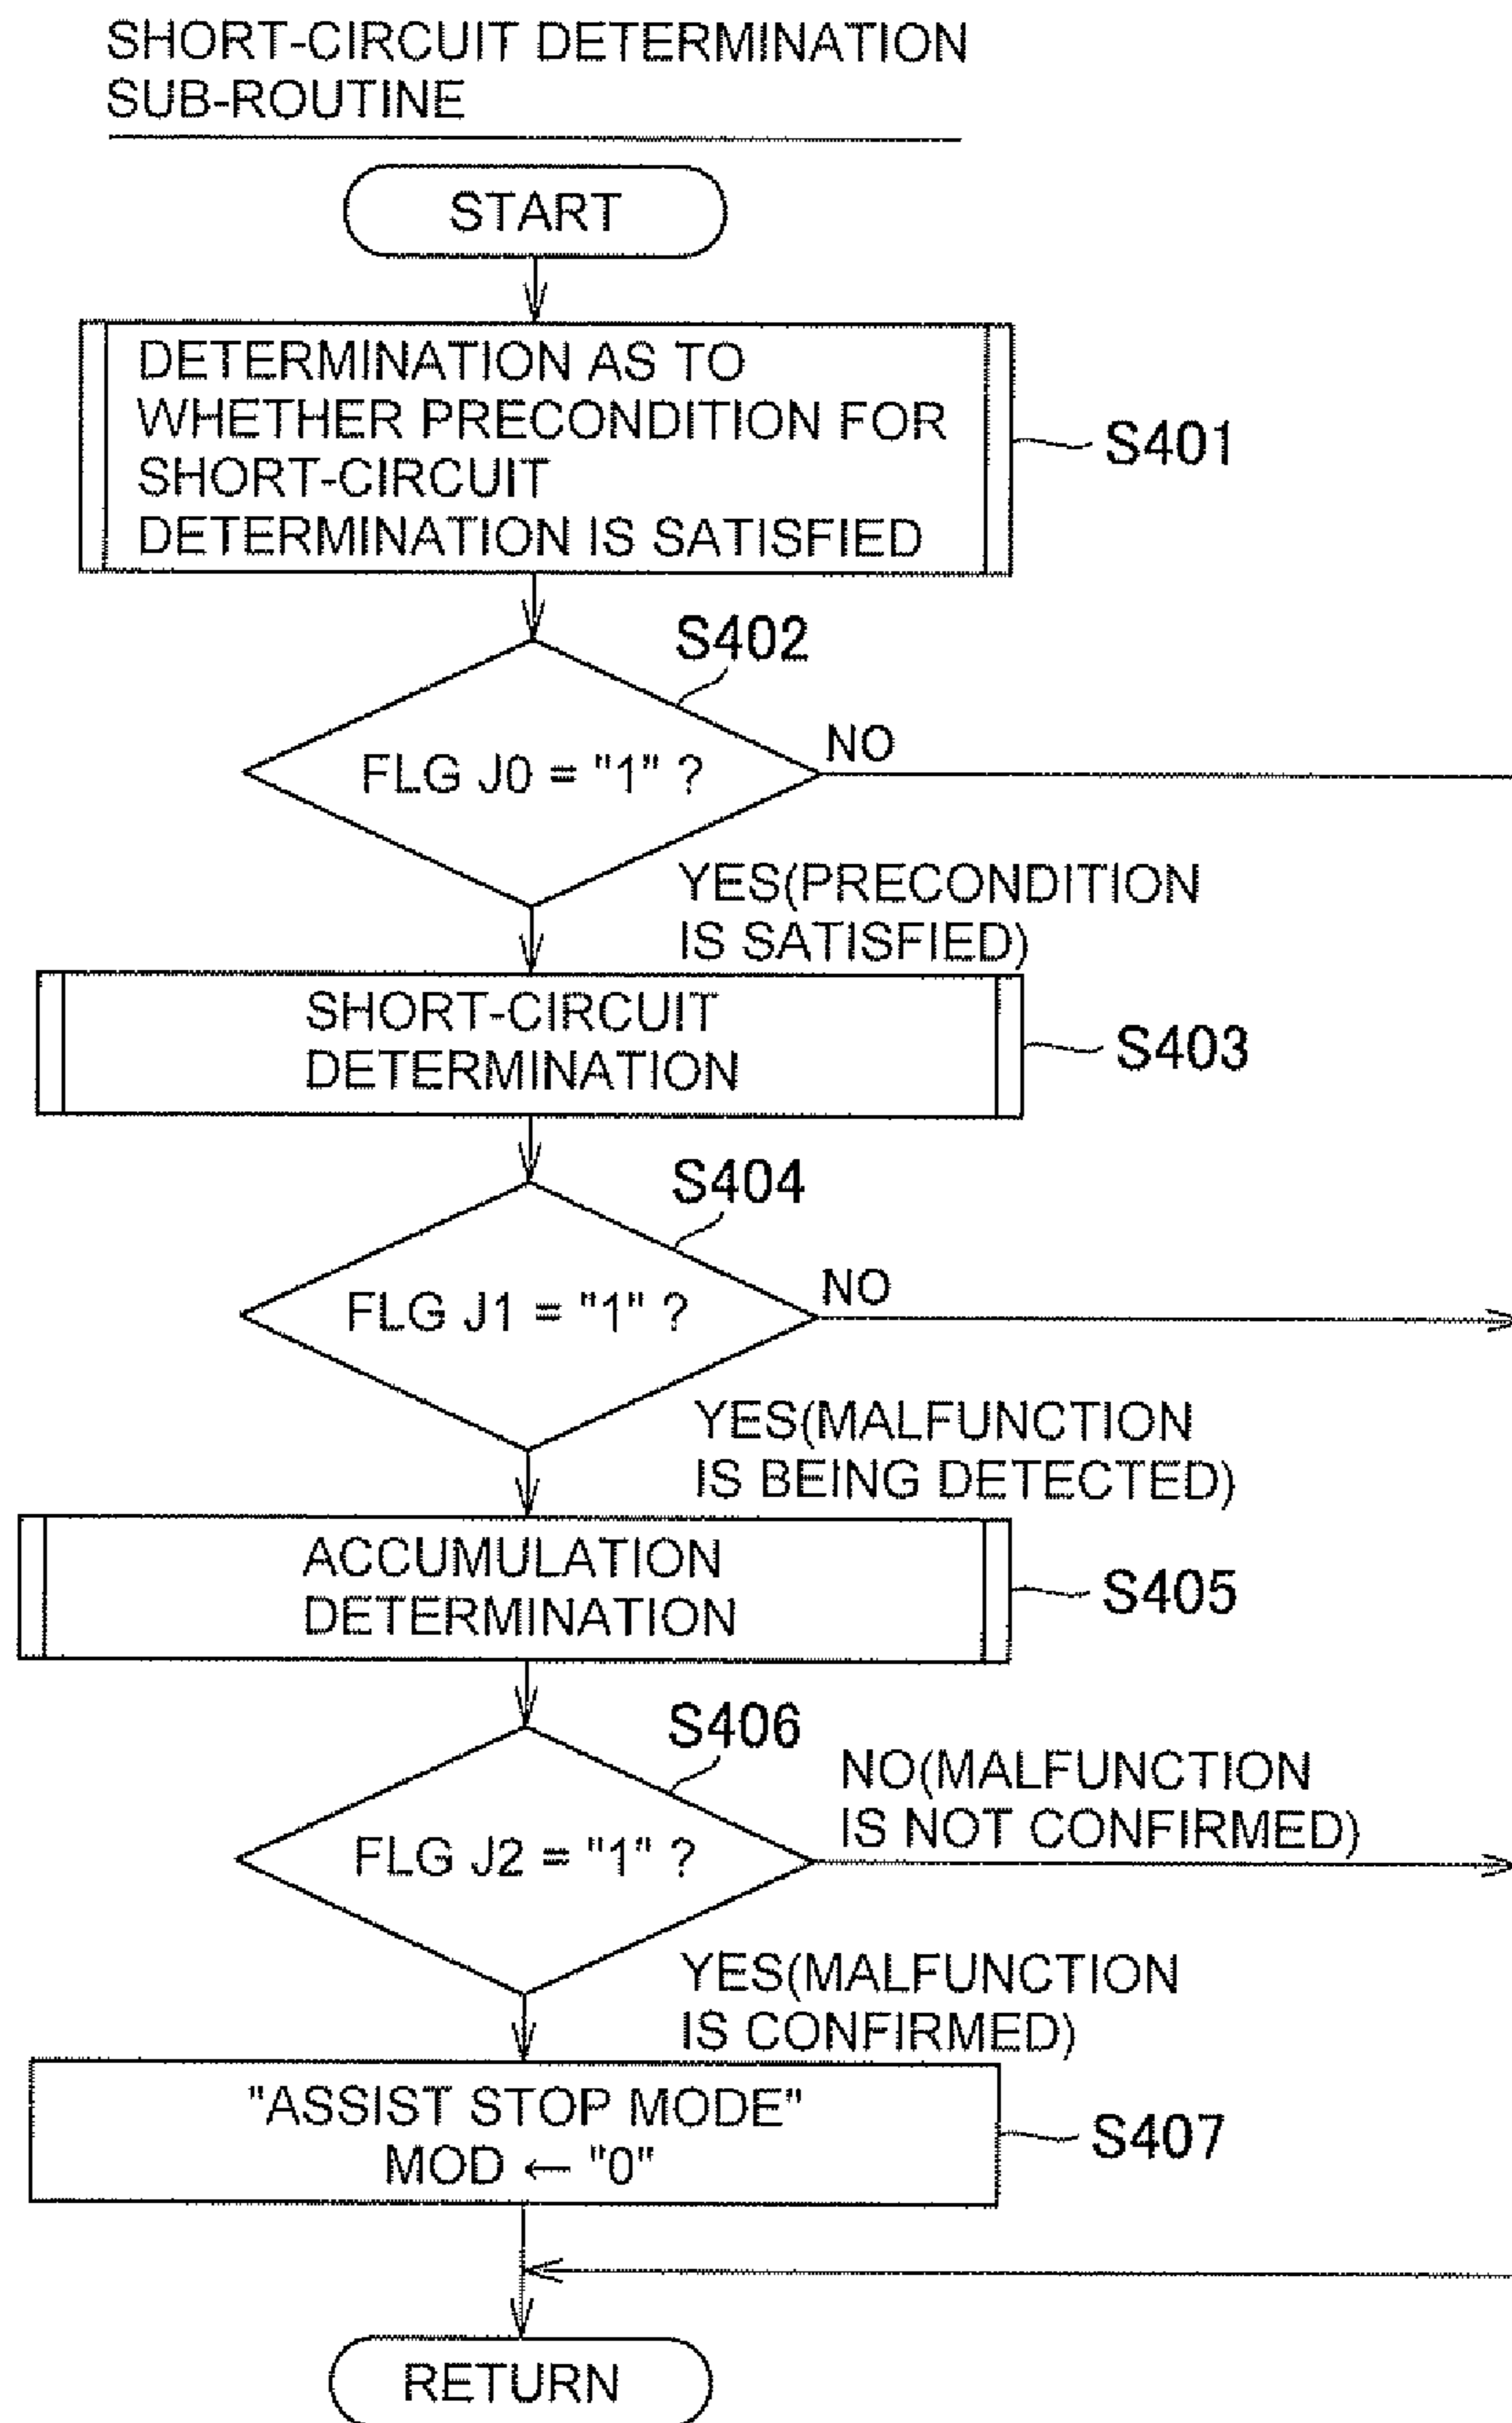 SHORT-CIRCUIT DETERMINATION
SUB-ROUTINE
START
DETERMINATION AS TO
WHETHER PRECONDITION FOR
SHORT-CIRCUIT
DETERMINATION IS SATISFIED
S401
S402
FLG J0 = "1" ?
NO
YES(PRECONDITION
IS SATISFIED)
SHORT-CIRCUIT
DETERMINATION
S403
S404
FLG J1 = "1" ?
NO
YES(MALFUNCTION
IS BEING DETECTED)
ACCUMULATION
DETERMINATION
S405
S406
FLG J2 = "1" ?
NO(MALFUNCTION
IS NOT CONFIRMED)
YES(MALFUNCTION
IS CONFIRMED)
"ASSIST STOP MODE"
MOD ← "0"
S407
RETURN